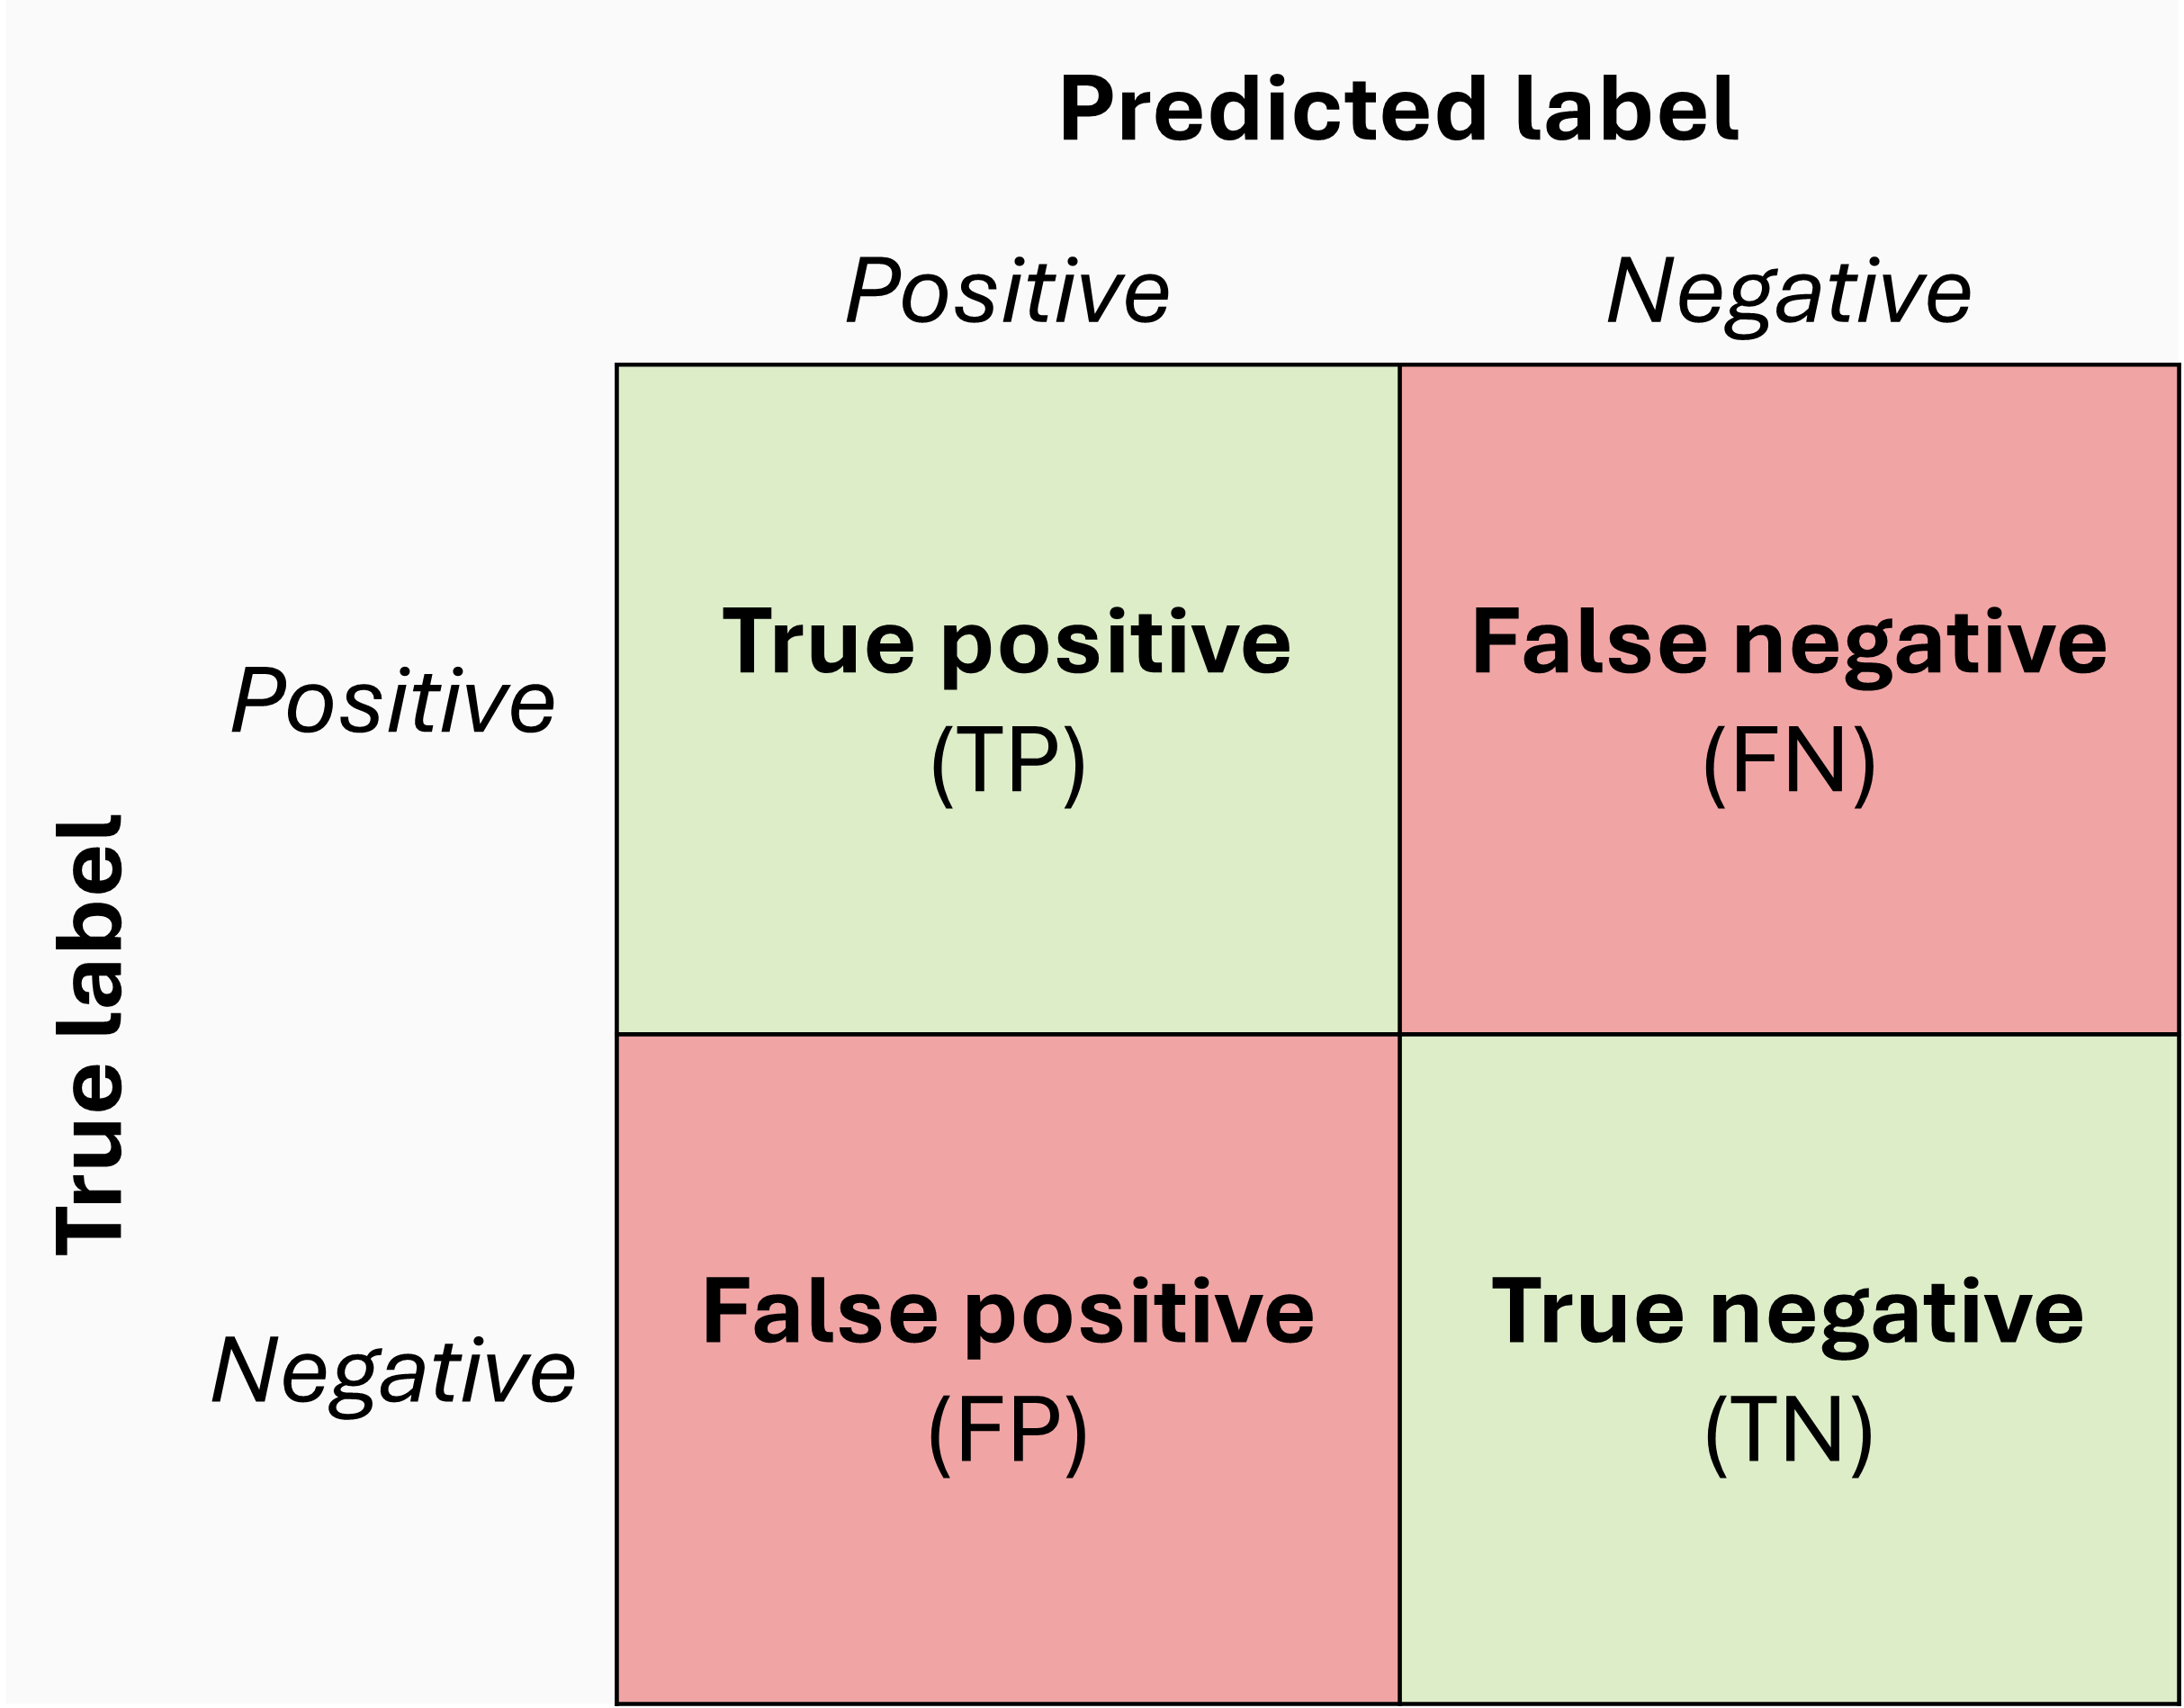 Predicted label
Positive
Negative
True label
Positive
True positive
(TP)
False negative
(FN)
Negative
False positive
(FP)
True negative
(TN)